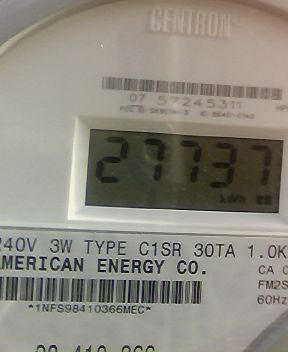 CENTRON
07 57245311
27737
kWh
240V 3W TYPE C1SR 30TA 1.0K
AMERICAN ENERGY CO.
CA 0
FM2S
*1NFS98410366MEC*
60Hz